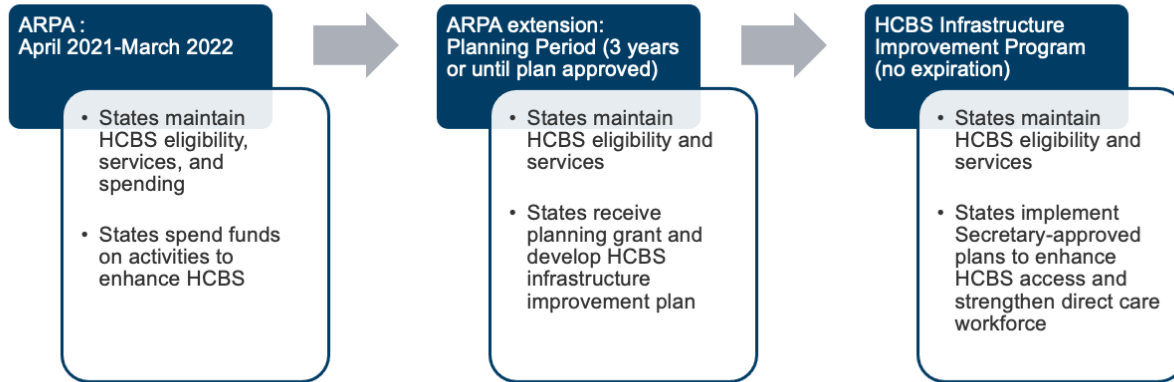 ARPA :
April 2021-March 2022
• States maintain
HCBS eligibility,
services, and
spending
• States spend funds
on activities to
enhance HCBS
ARPA extension:
Planning Period (3 years
or until plan approved)
• States maintain
HCBS eligibility and
services
• States receive
planning grant and
develop HCBS
infrastructure
improvement plan
HCBS Infrastructure
Improvement Program
(no expiration)
• States maintain
HCBS eligibility and
services
• States implement
Secretary-approved
plans to enhance
HCBS access and
strengthen direct care
workforce